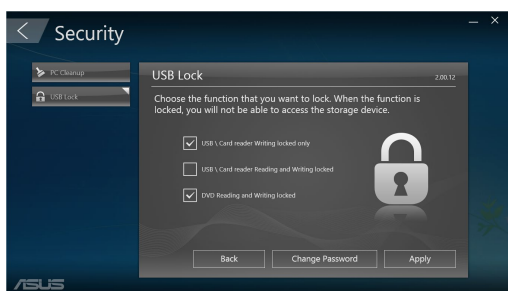 Security
PC Cleanup
USB Lock
USB Lock
2.00.12
Choose the function that you want to lock. When the function is
locked, you will not be able to access the storage device.
USB \ Card reader Writing locked only
USB \ Card reader Reading and Writing locked
DVD Reading and Writing locked
Back
Change Password
Apply
ASUS